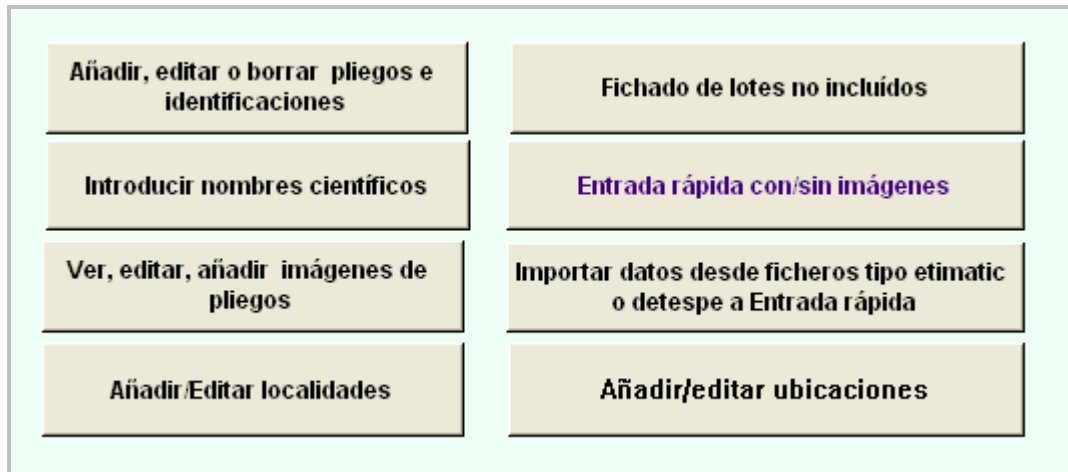 Añadir, editar o borrar pliegos e
identificaciones
Fichado de lotes no incluídos
Introducir nombres científicos
Entrada rápida con/sin imágenes
Ver, editar, añadir imágenes de
pliegos
Importar datos desde ficheros tipo etimatic
o detespe a Entrada rápida
Añadir/Editar localidades
Añadir/editar ubicaciones